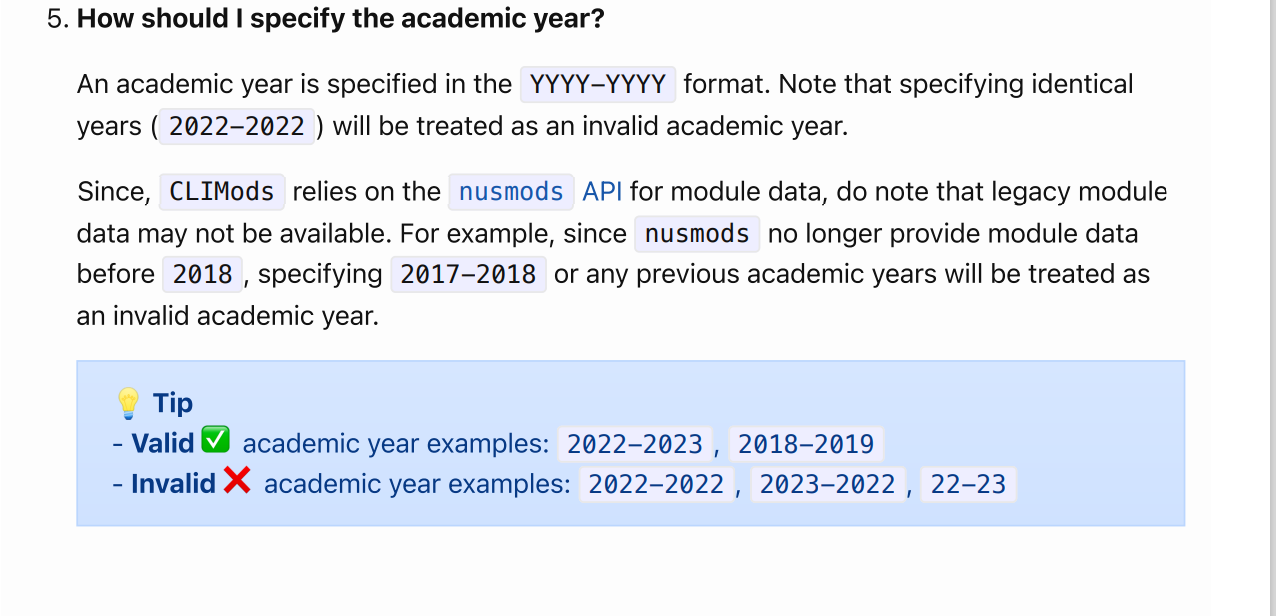 5. How should I specify the academic year?
An academic year is specified in the YYYY-YYYY format. Note that specifying identical
years ( 2022-2022 ) will be treated as an invalid academic year.
Since, CLIMods relies on the nusmods API for module data, do note that legacy module
data may not be available. For example, since nusmods no longer provide module data
before 2018 , specifying 2017-2018 or any previous academic years will be treated as
an invalid academic year.
💡 Tip
- Valid ✅ academic year examples: 2022-2023 , 2018-2019
- Invalid ❌ academic year examples: 2022-2022 , 2023-2022 , 22-23